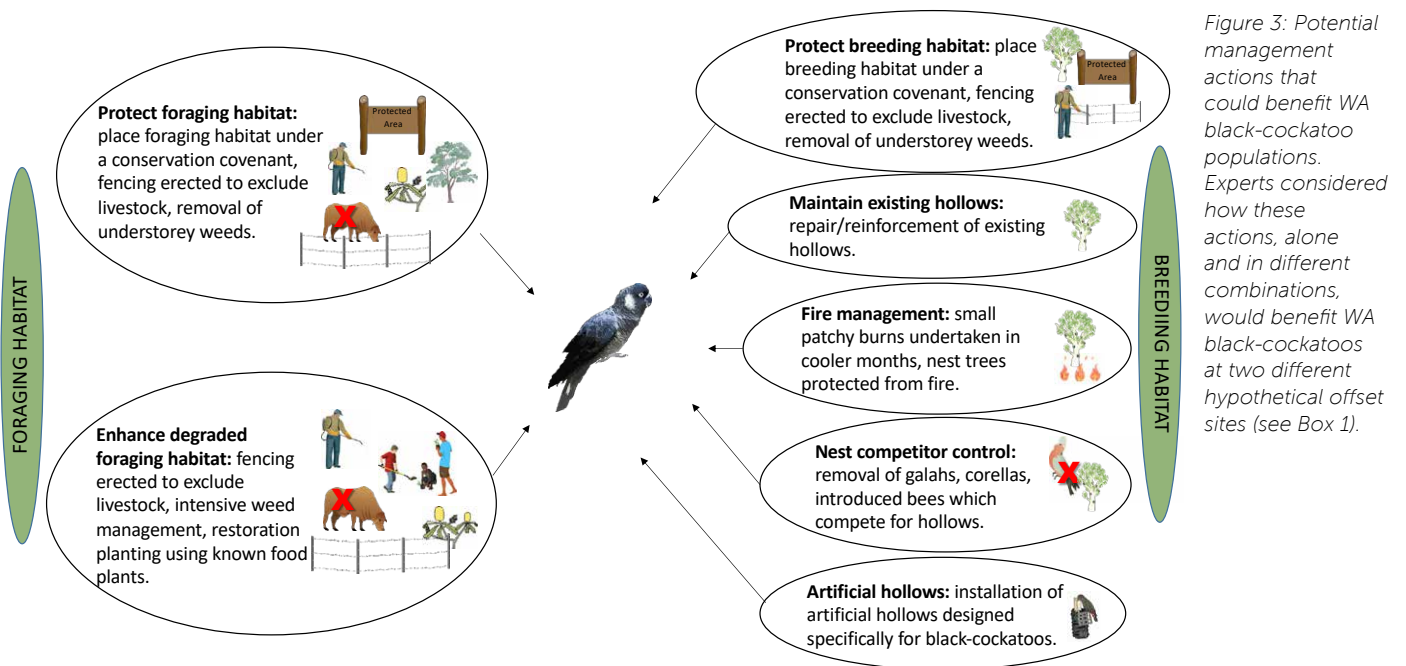 FORAGING HABITAT
Protect foraging habitat:
place foraging habitat under
a conservation covenant,
fencing erected to exclude
livestock, removal of
understorey weeds.
Protected
Area
X
Enhance degraded
foraging habitat: fencing
erected to exclude
livestock, intensive weed
management, restoration
planting using known food
plants.
X
Protect breeding habitat: place
breeding habitat under a
conservation covenant, fencing
erected to exclude livestock,
removal of understorey weeds.
Protected
Area
Maintain existing hollows:
repair/reinforcement of existing
hollows.
Fire management: small
patchy burns undertaken in
cooler months, nest trees
protected from fire.
Nest competitor control:
removal of galahs, corellas,
introduced bees which
compete for hollows.
X
Artificial hollows: installation of
artificial hollows designed
specifically for black-cockatoos.
BREEDIING HABITAT
Figure 3: Potential
management
actions that
could benefit WA
black-cockatoo
populations.
Experts considered
how these
actions, alone
and in different
combinations,
would benefit WA
black-cockatoos
at two different
hypothetical offset
sites (see Box 1).